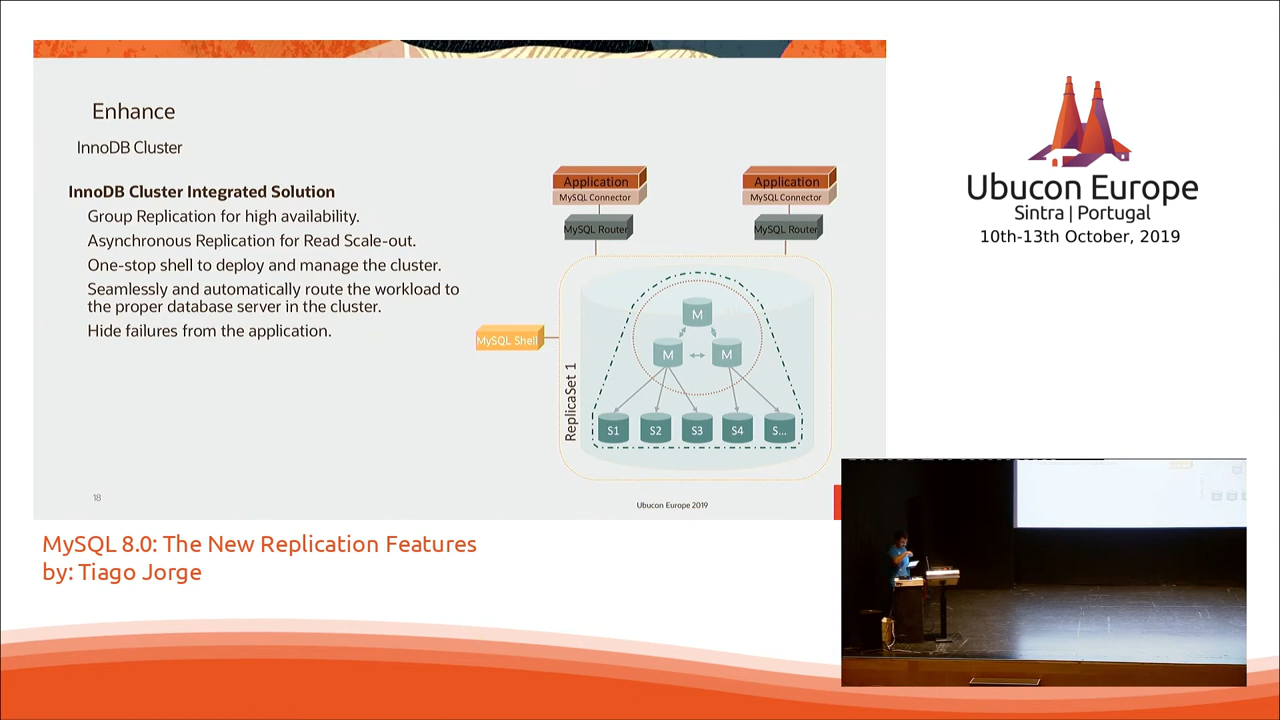 Enhance
InnoDB Cluster
InnoDB Cluster Integrated Solution
Group Replication for high availability.
Asynchronous Replication for Read Scale-out.
One-stop shell to deploy and manage the cluster.
Seamlessly and automatically route the workload to
the proper database server in the cluster.
Hide failures from the application.
Application
MySQL Connector
MySQL Router
Application
MySQL Connector
MySQL Router
MySQL Shell
ReplicaSet 1
M
M
M
S1
S2
S3
S4
S...
18
Ubucon Europe 2019
Ubucon Europe
Sintra | Portugal
10th-13th October, 2019
MySQL 8.0: The New Replication Features
by: Tiago Jorge